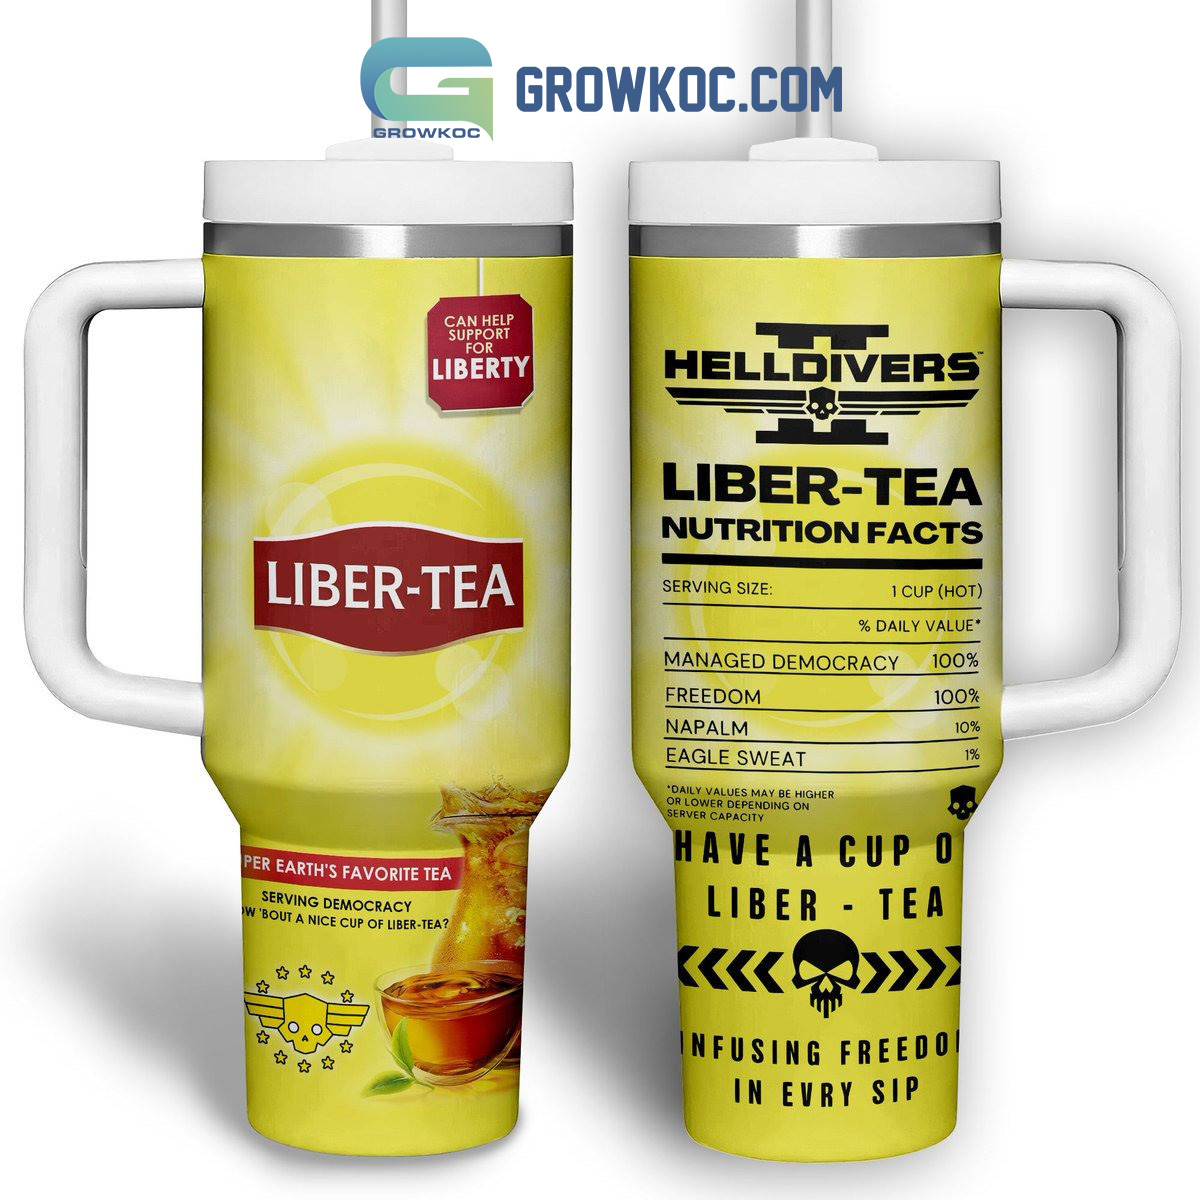 GROWKOC
GROWKOC.COM
CAN HELP
SUPPORT
FOR
LIBERTY
LIBER-TEA
PER EARTH'S FAVORITE TEA
SERVING DEMOCRACY
OW 'BOUT A NICE CUP OF LIBER-TEA?
HELLDIVERS™
II
LIBER-TEA
NUTRITION FACTS
SERVING SIZE: 1 CUP (HOT)
% DAILY VALUE*
MANAGED DEMOCRACY 100%
FREEDOM 100%
NAPALM 10%
EAGLE SWEAT 1%
*DAILY VALUES MAY BE HIGHER
OR LOWER DEPENDING ON
SERVER CAPACITY
HAVE A CUP O
LIBER - TEA
INFUSING FREEDO
IN EVRY SIP